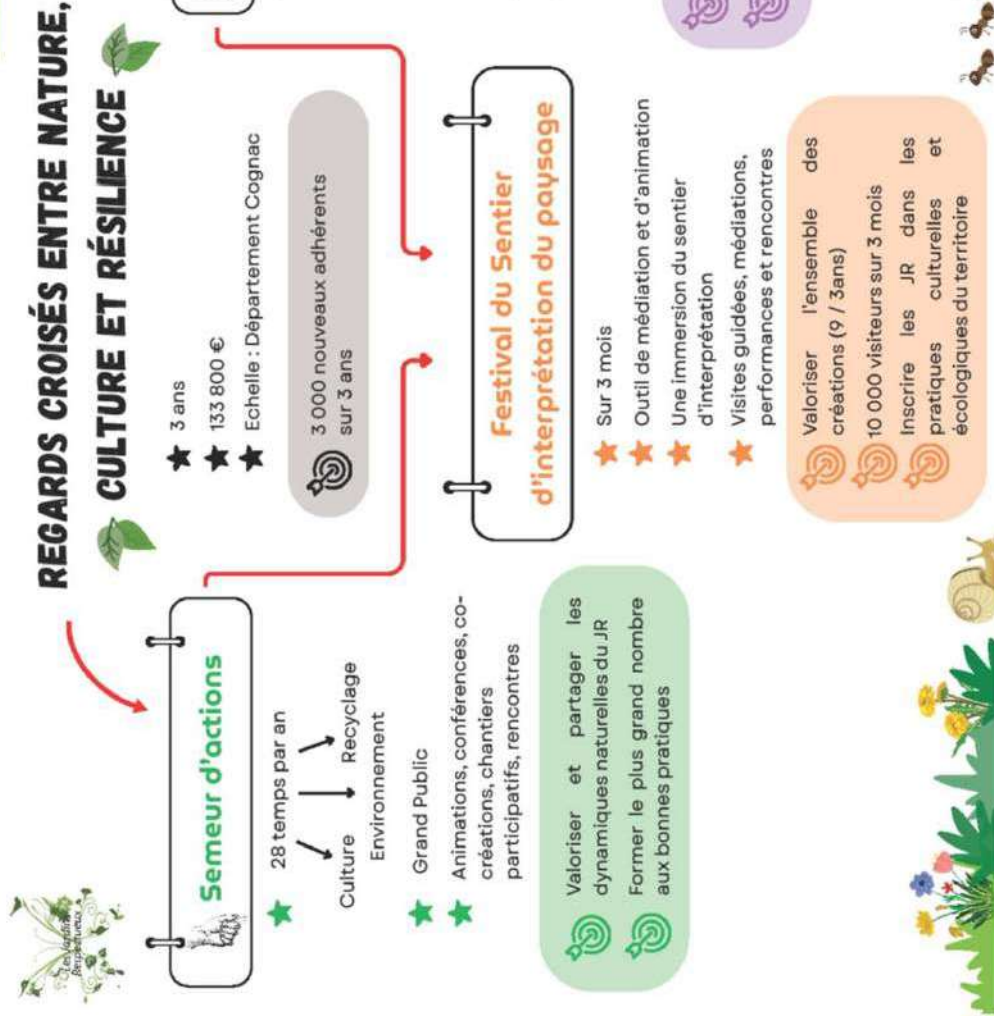 REGARDS CROISÉS ENTRE NATURE,
CULTURE ET RÉSILIENCE
Les Jardins
Respectueux
3 ans
133 800 €
Echelle : Département Cognac
3 000 nouveaux adhérents
sur 3 ans
Semeur d'actions
28 temps par an
Culture
Environnement
Recyclage
Grand Public
Animations, conférences, co-
créations, chantiers
participatifs, rencontres
Valoriser et partager les
dynamiques naturelles du JR
Former le plus grand nombre
aux bonnes pratiques
Festival du Sentier
d'interprétation du paysage
Sur 3 mois
Outil de médiation et d'animation
Une immersion du sentier
d'interprétation
Visites guidées, médiations,
performances et rencontres
Valoriser l'ensemble des
créations (9 / 3ans)
10 000 visiteurs sur 3 mois
Inscrire les JR dans les
pratiques culturelles et
écologiques du territoire